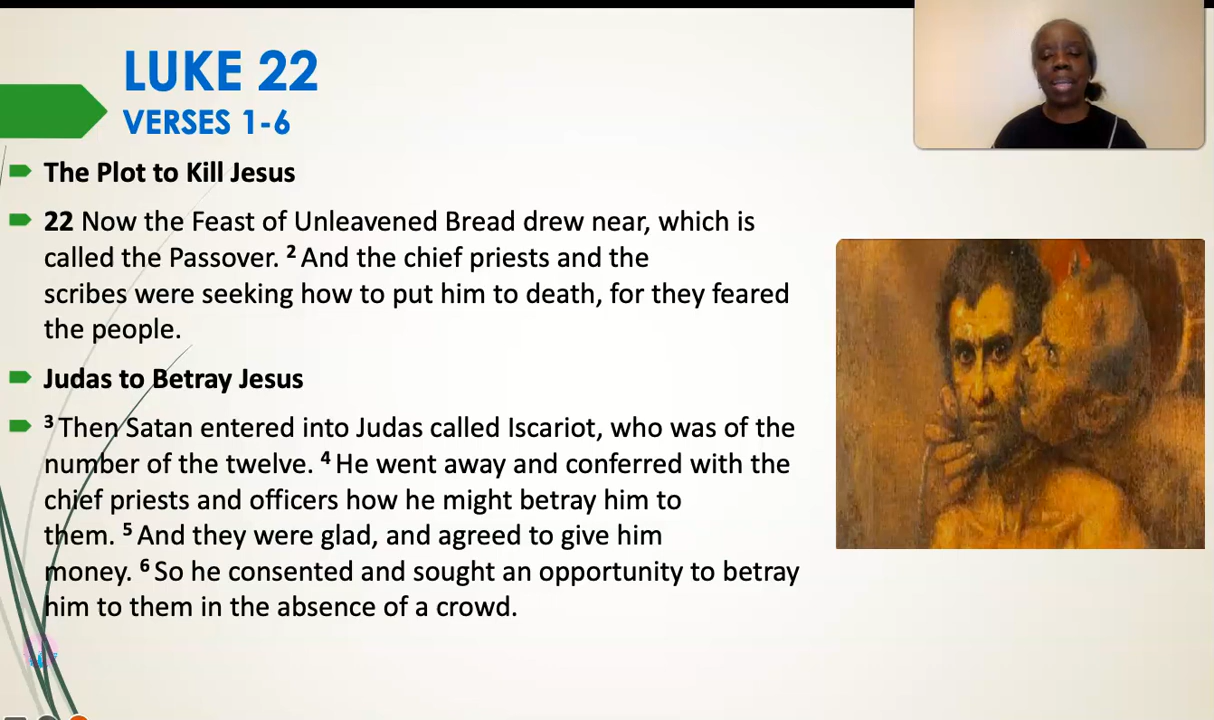 LUKE 22
VERSES 1-6
The Plot to Kill Jesus
22 Now the Feast of Unleavened Bread drew near, which is
called the Passover. 2 And the chief priests and the
scribes were seeking how to put him to death, for they feared
the people.
Judas to Betray Jesus
3 Then Satan entered into Judas called Iscariot, who was of the
number of the twelve. 4 He went away and conferred with the
chief priests and officers how he might betray him to
them. 5 And they were glad, and agreed to give him
money. 6 So he consented and sought an opportunity to betray
him to them in the absence of a crowd.